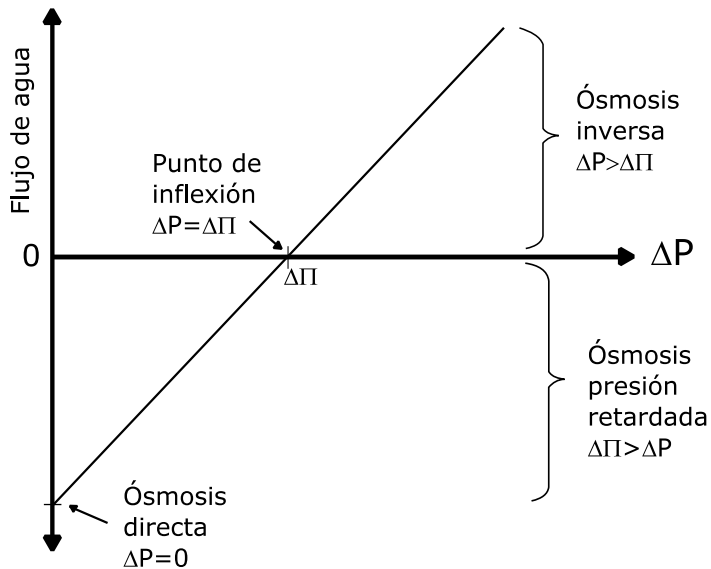 Flujo de agua
Ósmosis
inversa
ΔP>ΔΠ
Punto de
inflexión
ΔP=ΔΠ
0
ΔP
ΔΠ
Ósmosis
presión
retardada
ΔΠ>ΔP
Ósmosis
directa
ΔP=0